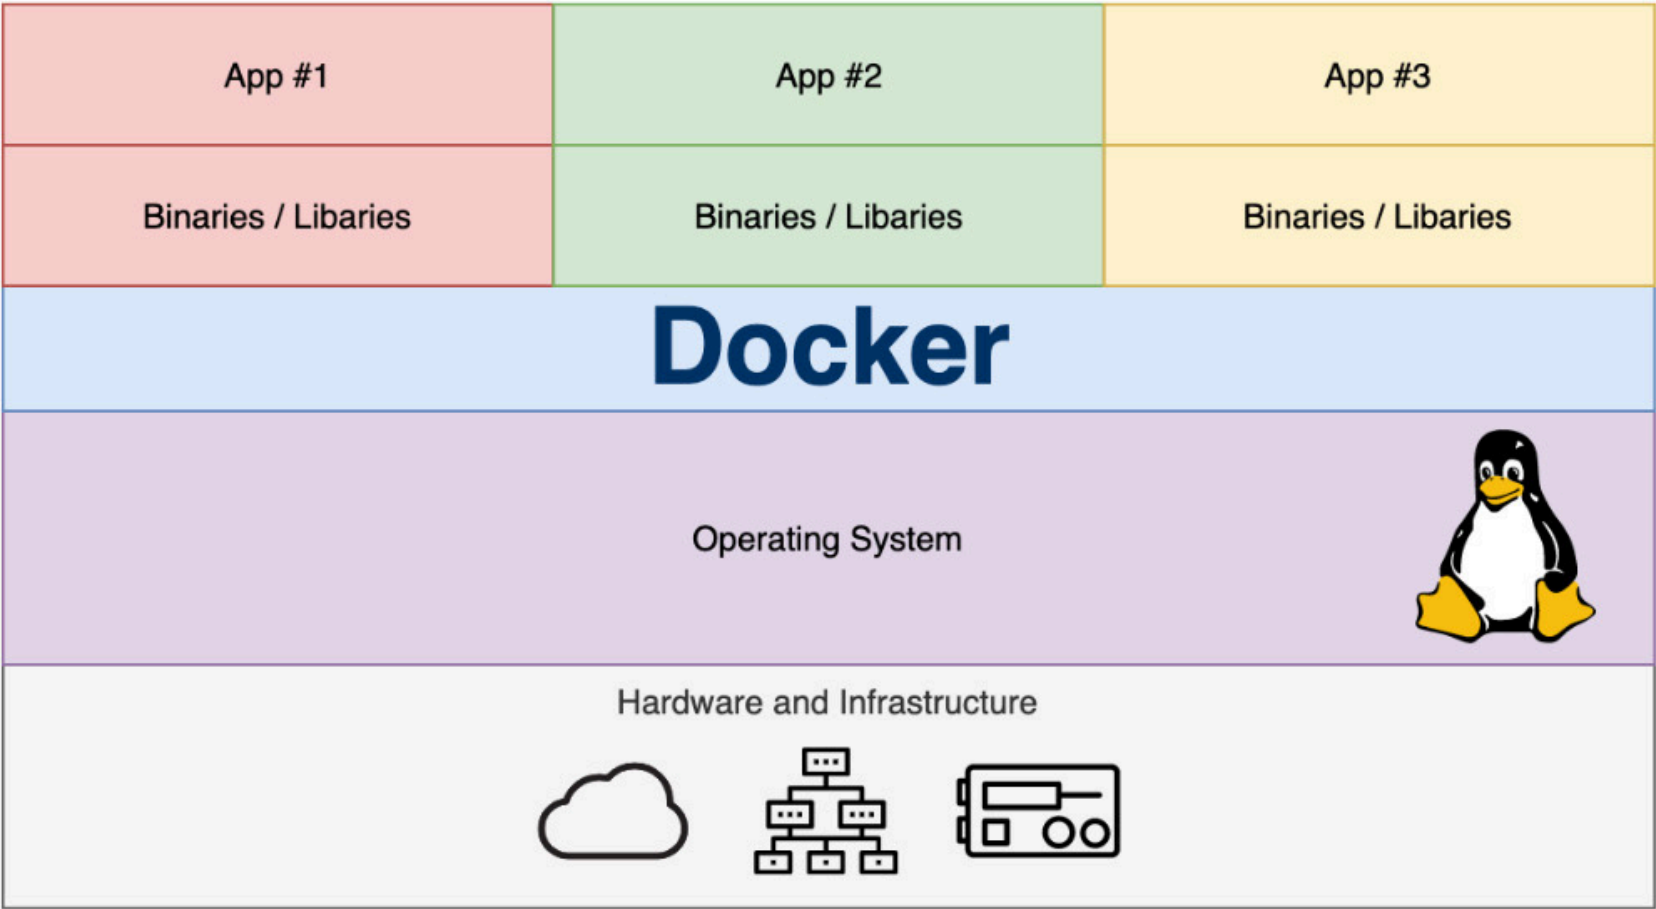 App #1
App #2
App #3
Binaries / Libaries
Binaries / Libaries
Binaries / Libaries
Docker
Operating System
Hardware and Infrastructure